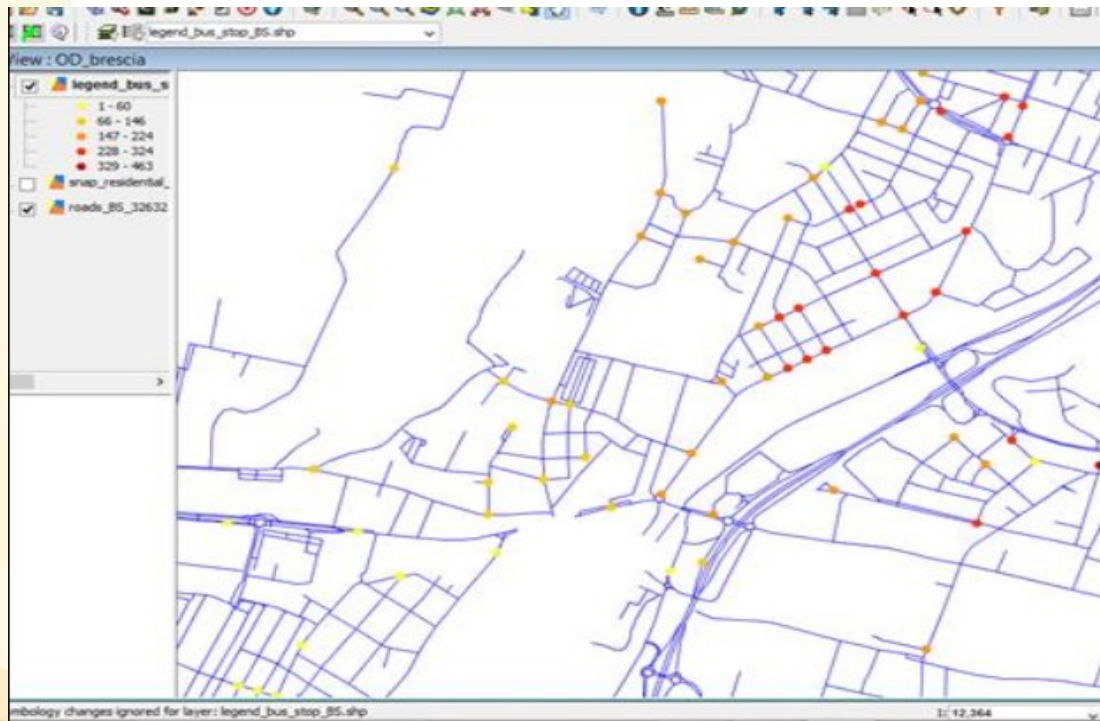 legend_bus_stop_BS.shp
View : OD_brescia
legend_bus_s
1 - 60
66 - 146
147 - 224
228 - 324
329 - 463
snap_residential_
roads_BS_32632
mbology changes ignored for layer: legend_bus_stop_BS.shp
1: 12,364